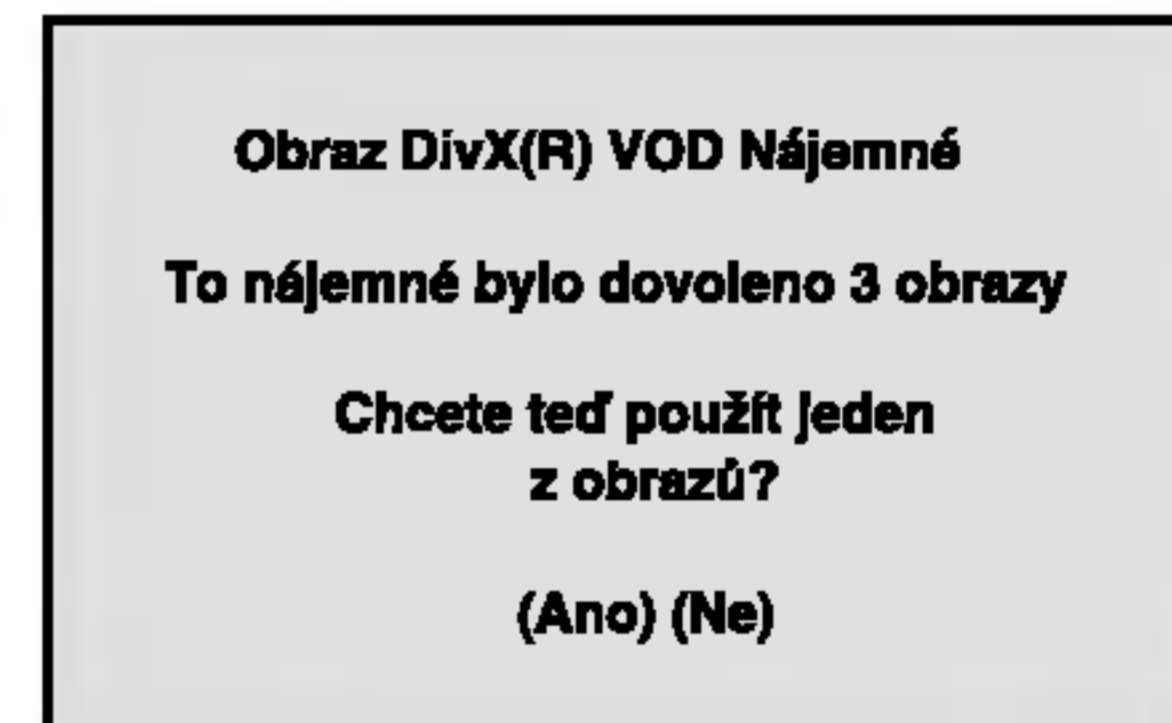 Obraz DivX(R) VOD Nájemné
To nájemné bylo dovoleno 3 obrazy
Chcete teď použít jeden
z obrazů?
(Ano) (Ne)